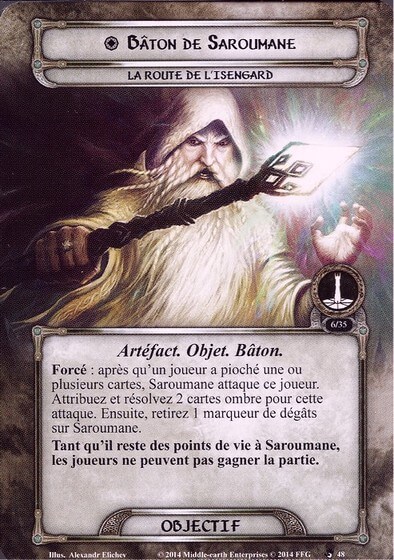 BÂTON DE SAROUMANE
LA ROUTE DE L'ISENGARD
6/35
Artéfact. Objet. Bâton.
Forcé : après qu'un joueur a pioché une ou
plusieurs cartes, Saroumane attaque ce joueur.
Attribuez et résolvez 2 cartes ombre pour cette
attaque. Ensuite, retirez 1 marqueur de dégâts
sur Saroumane.
Tant qu'il reste des points de vie à Saroumane,
les joueurs ne peuvent pas gagner la partie.
OBJECTIF
Illus. Alexandr Elichev © 2014 Middle-earth Enterprises © 2014 FFG 48